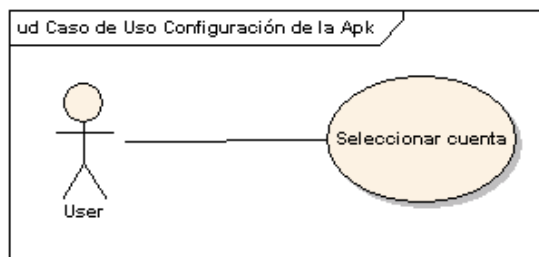 ud Caso de Uso Configuración de la Apk
Seleccionar cuenta
User